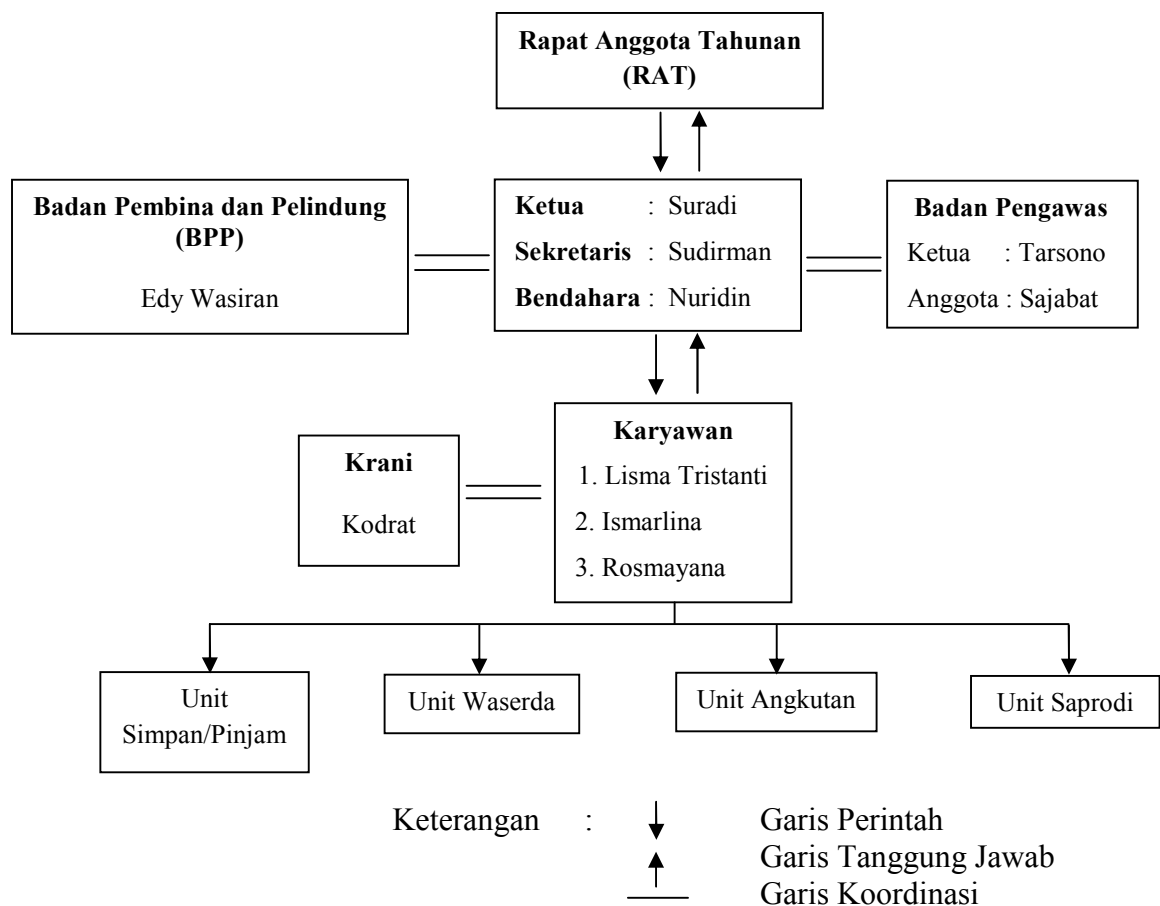 Rapat Anggota Tahunan
(RAT)
Badan Pembina dan Pelindung
(BPP)
Edy Wasiran
Ketua : Suradi
Sekretaris : Sudirman
Bendahara : Nuridin
Badan Pengawas
Ketua : Tarsono
Anggota : Sajabat
Krani
Kodrat
Karyawan
1. Lisma Tristanti
2. Ismarlina
3. Rosmayana
Unit
Simpan/Pinjam
Unit Waserda
Unit Angkutan
Unit Saprodi
Keterangan : Garis Perintah
Garis Tanggung Jawab
Garis Koordinasi